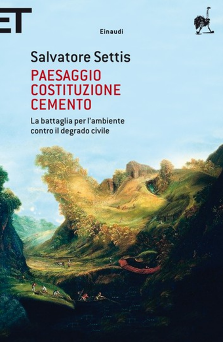 ET
Einaudi
Salvatore Settis
PAESAGGIO
COSTITUZIONE
CEMENTO
La battaglia per l'ambiente
contro il degrado civile